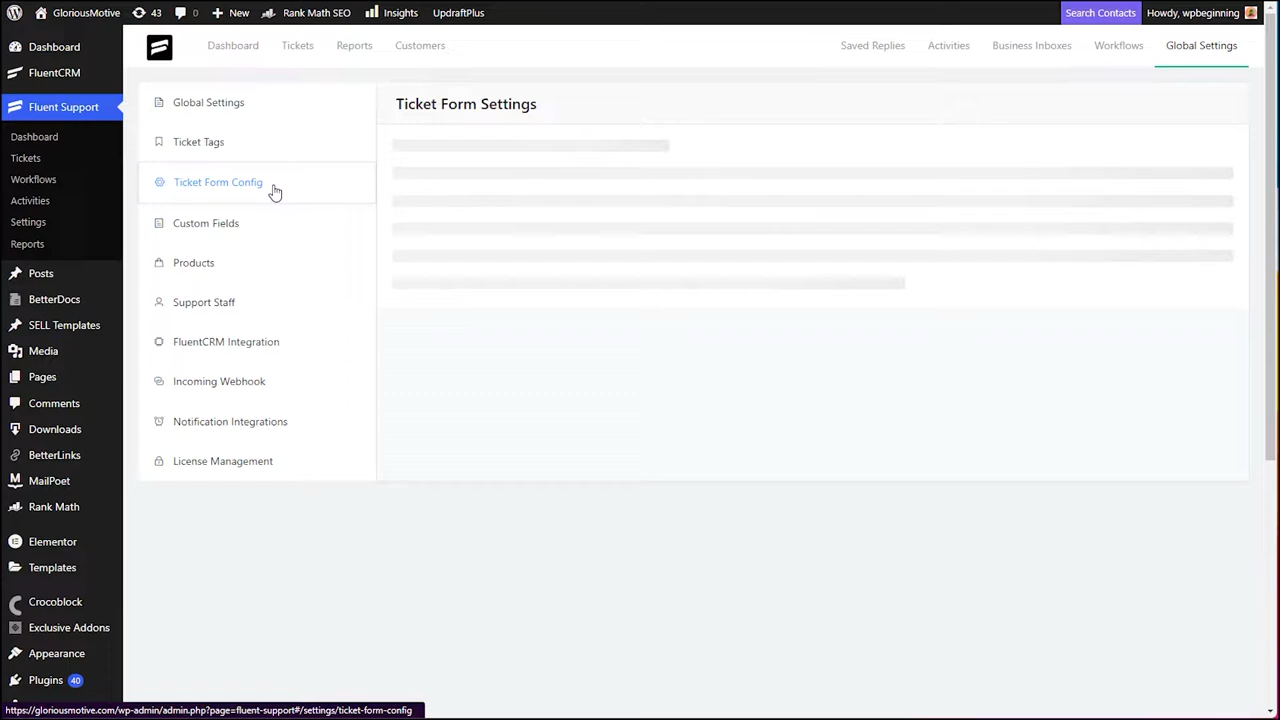 GloriousMotive 43 0 New Rank Math SEO Insights UpdraftPlus Search Contacts Howdy, wpbeginning
Dashboard
FluentCRM
Fluent Support
Dashboard
Tickets
Workflows
Activities
Settings
Reports
Posts
BetterDocs
SELL Templates
Media
Pages
Comments
Downloads
BetterLinks
MailPoet
Rank Math
Elementor
Templates
Crocoblock
Exclusive Addons
Appearance
Plugins 40
Dashboard Tickets Reports Customers Saved Replies Activities Business Inboxes Workflows Global Settings
Global Settings
Ticket Tags
Ticket Form Config
Custom Fields
Products
Support Staff
FluentCRM Integration
Incoming Webhook
Notification Integrations
License Management
Ticket Form Settings
https://gloriousmotive.com/wp-admin/admin.php?page=fluent-support#/settings/ticket-form-config